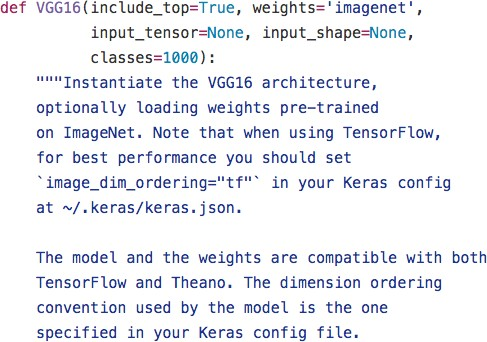 def VGG16(include_top=True, weights='imagenet',
          input_tensor=None, input_shape=None,
          classes=1000):
    """Instantiate the VGG16 architecture,
    optionally loading weights pre-trained
    on ImageNet. Note that when using TensorFlow,
    for best performance you should set
    `image_dim_ordering="tf"` in your Keras config
    at ~/.keras/keras.json.

    The model and the weights are compatible with both
    TensorFlow and Theano. The dimension ordering
    convention used by the model is the one
    specified in your Keras config file.